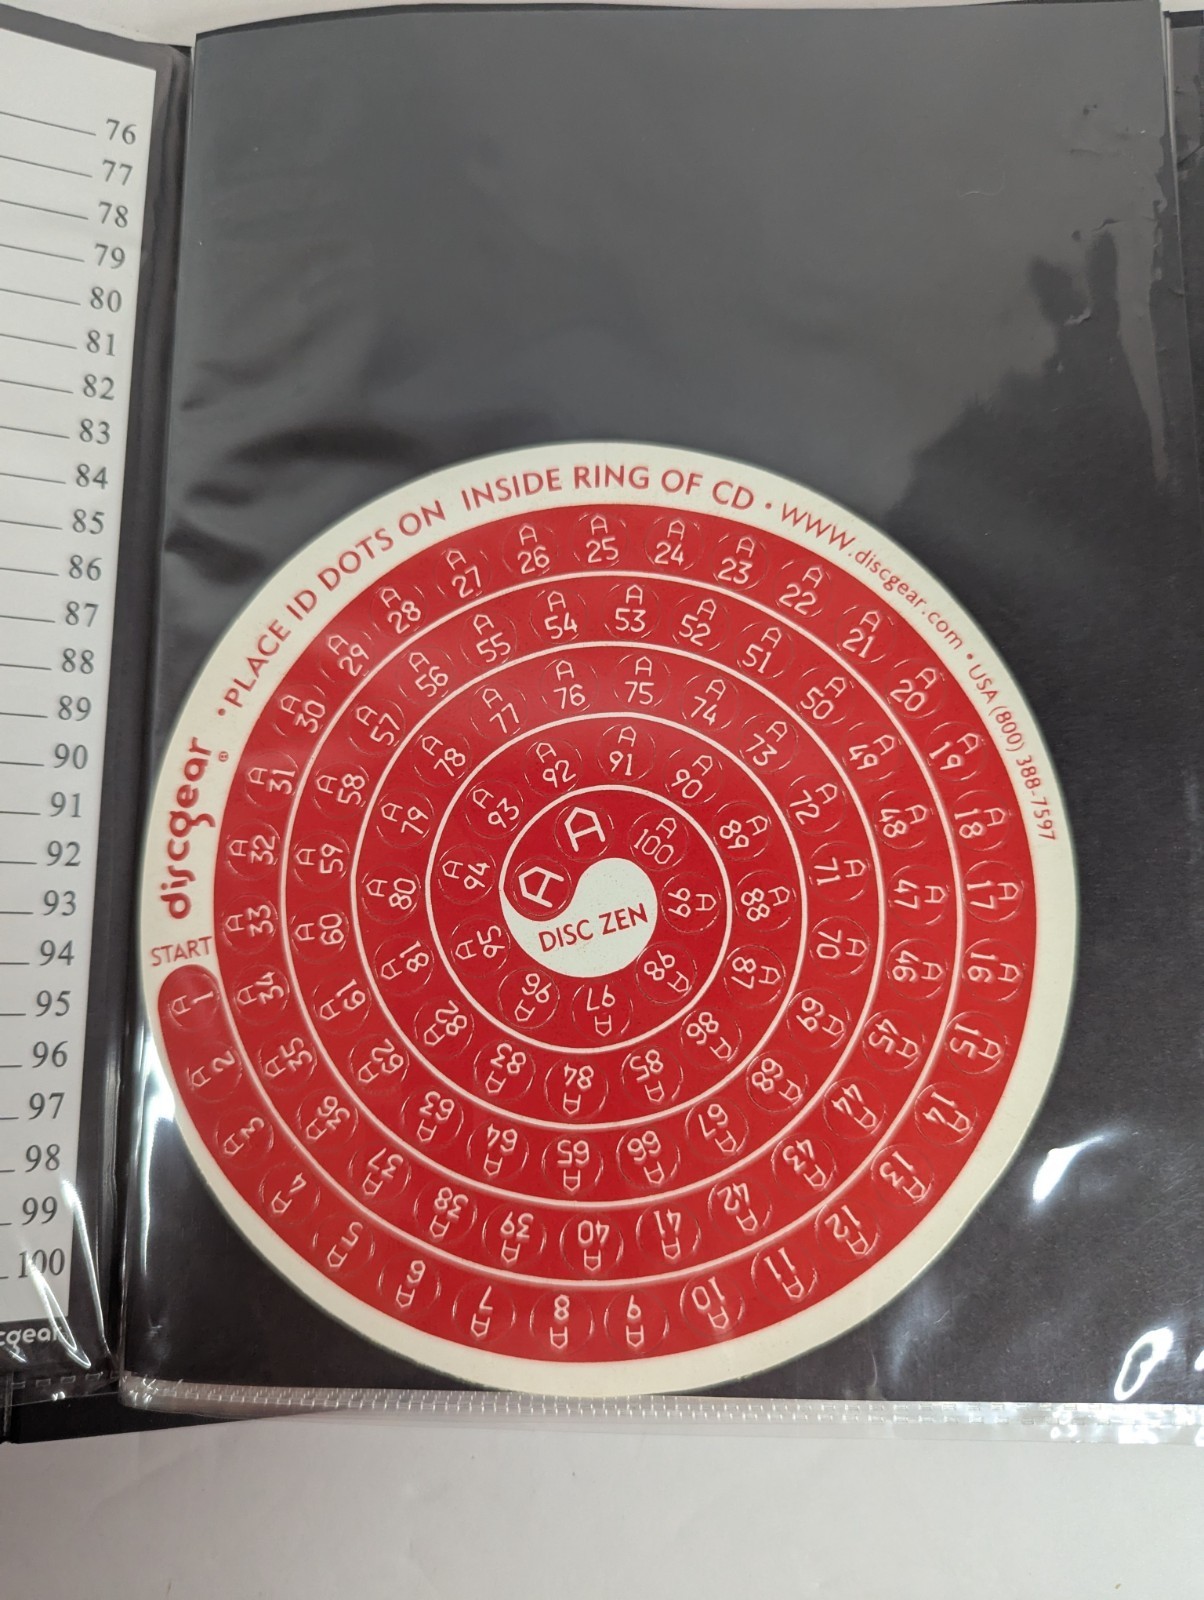 76
77
78
79
80
81
82
83
84
85
86
87
88
89
90
91
92
93
94
95
96
97
98
99
100
cgear
discgear®
• PLACE ID DOTS ON INSIDE RING OF CD • WWW.discgear.com • USA (800) 388-7597
START
A 1
A 2
A 3
A 4
A 5
A 6
A 7
A 8
A 9
A 10
A 11
A 12
A 13
A 14
A 15
A 16
A 17
A 18
A 19
A 20
A 21
A 22
A 23
A 24
A 25
A 26
A 27
A 28
A 29
A 30
A 31
A 32
A 33
A 34
A 35
A 36
A 37
A 38
A 39
A 40
A 41
A 42
A 43
A 44
A 45
A 46
A 47
A 48
A 49
A 50
A 51
A 52
A 53
A 54
A 55
A 56
A 57
A 58
A 59
A 60
A 61
A 62
A 63
A 64
A 65
A 66
A 67
A 68
A 69
A 70
A 71
A 72
A 73
A 74
A 75
A 76
A 77
A 78
A 79
A 80
A 81
A 82
A 83
A 84
A 85
A 86
A 87
A 88
A 89
A 90
A 91
A 92
A 93
A 94
A 95
A 96
A 97
A 98
A 99
A 100
A
A
DISC ZEN